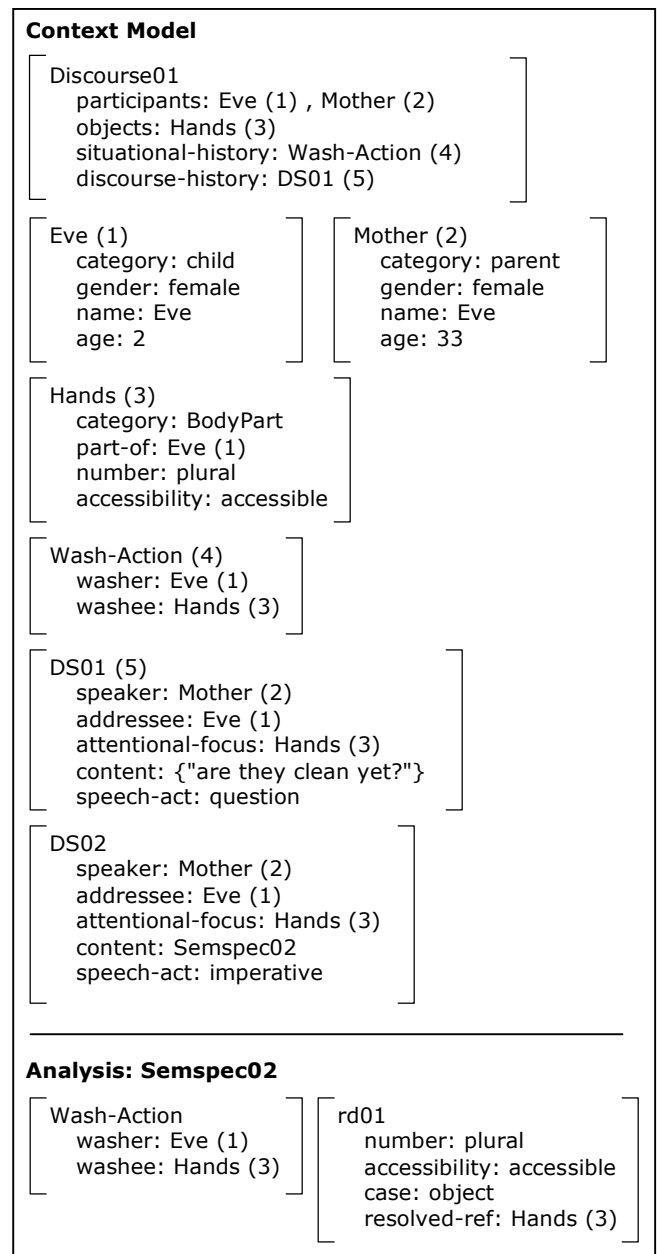 Context Model
Discourse01
participants: Eve (1) , Mother (2)
objects: Hands (3)
situational-history: Wash-Action (4)
discourse-history: DS01 (5)
Eve (1)
category: child
gender: female
name: Eve
age: 2
Mother (2)
category: parent
gender: female
name: Eve
age: 33
Hands (3)
category: BodyPart
part-of: Eve (1)
number: plural
accessibility: accessible
Wash-Action (4)
washer: Eve (1)
washee: Hands (3)
DS01 (5)
speaker: Mother (2)
addressee: Eve (1)
attentional-focus: Hands (3)
content: {"are they clean yet?"}
speech-act: question
DS02
speaker: Mother (2)
addressee: Eve (1)
attentional-focus: Hands (3)
content: Semspec02
speech-act: imperative
Analysis: Semspec02
Wash-Action
washer: Eve (1)
washee: Hands (3)
rd01
number: plural
accessibility: accessible
case: object
resolved-ref: Hands (3)